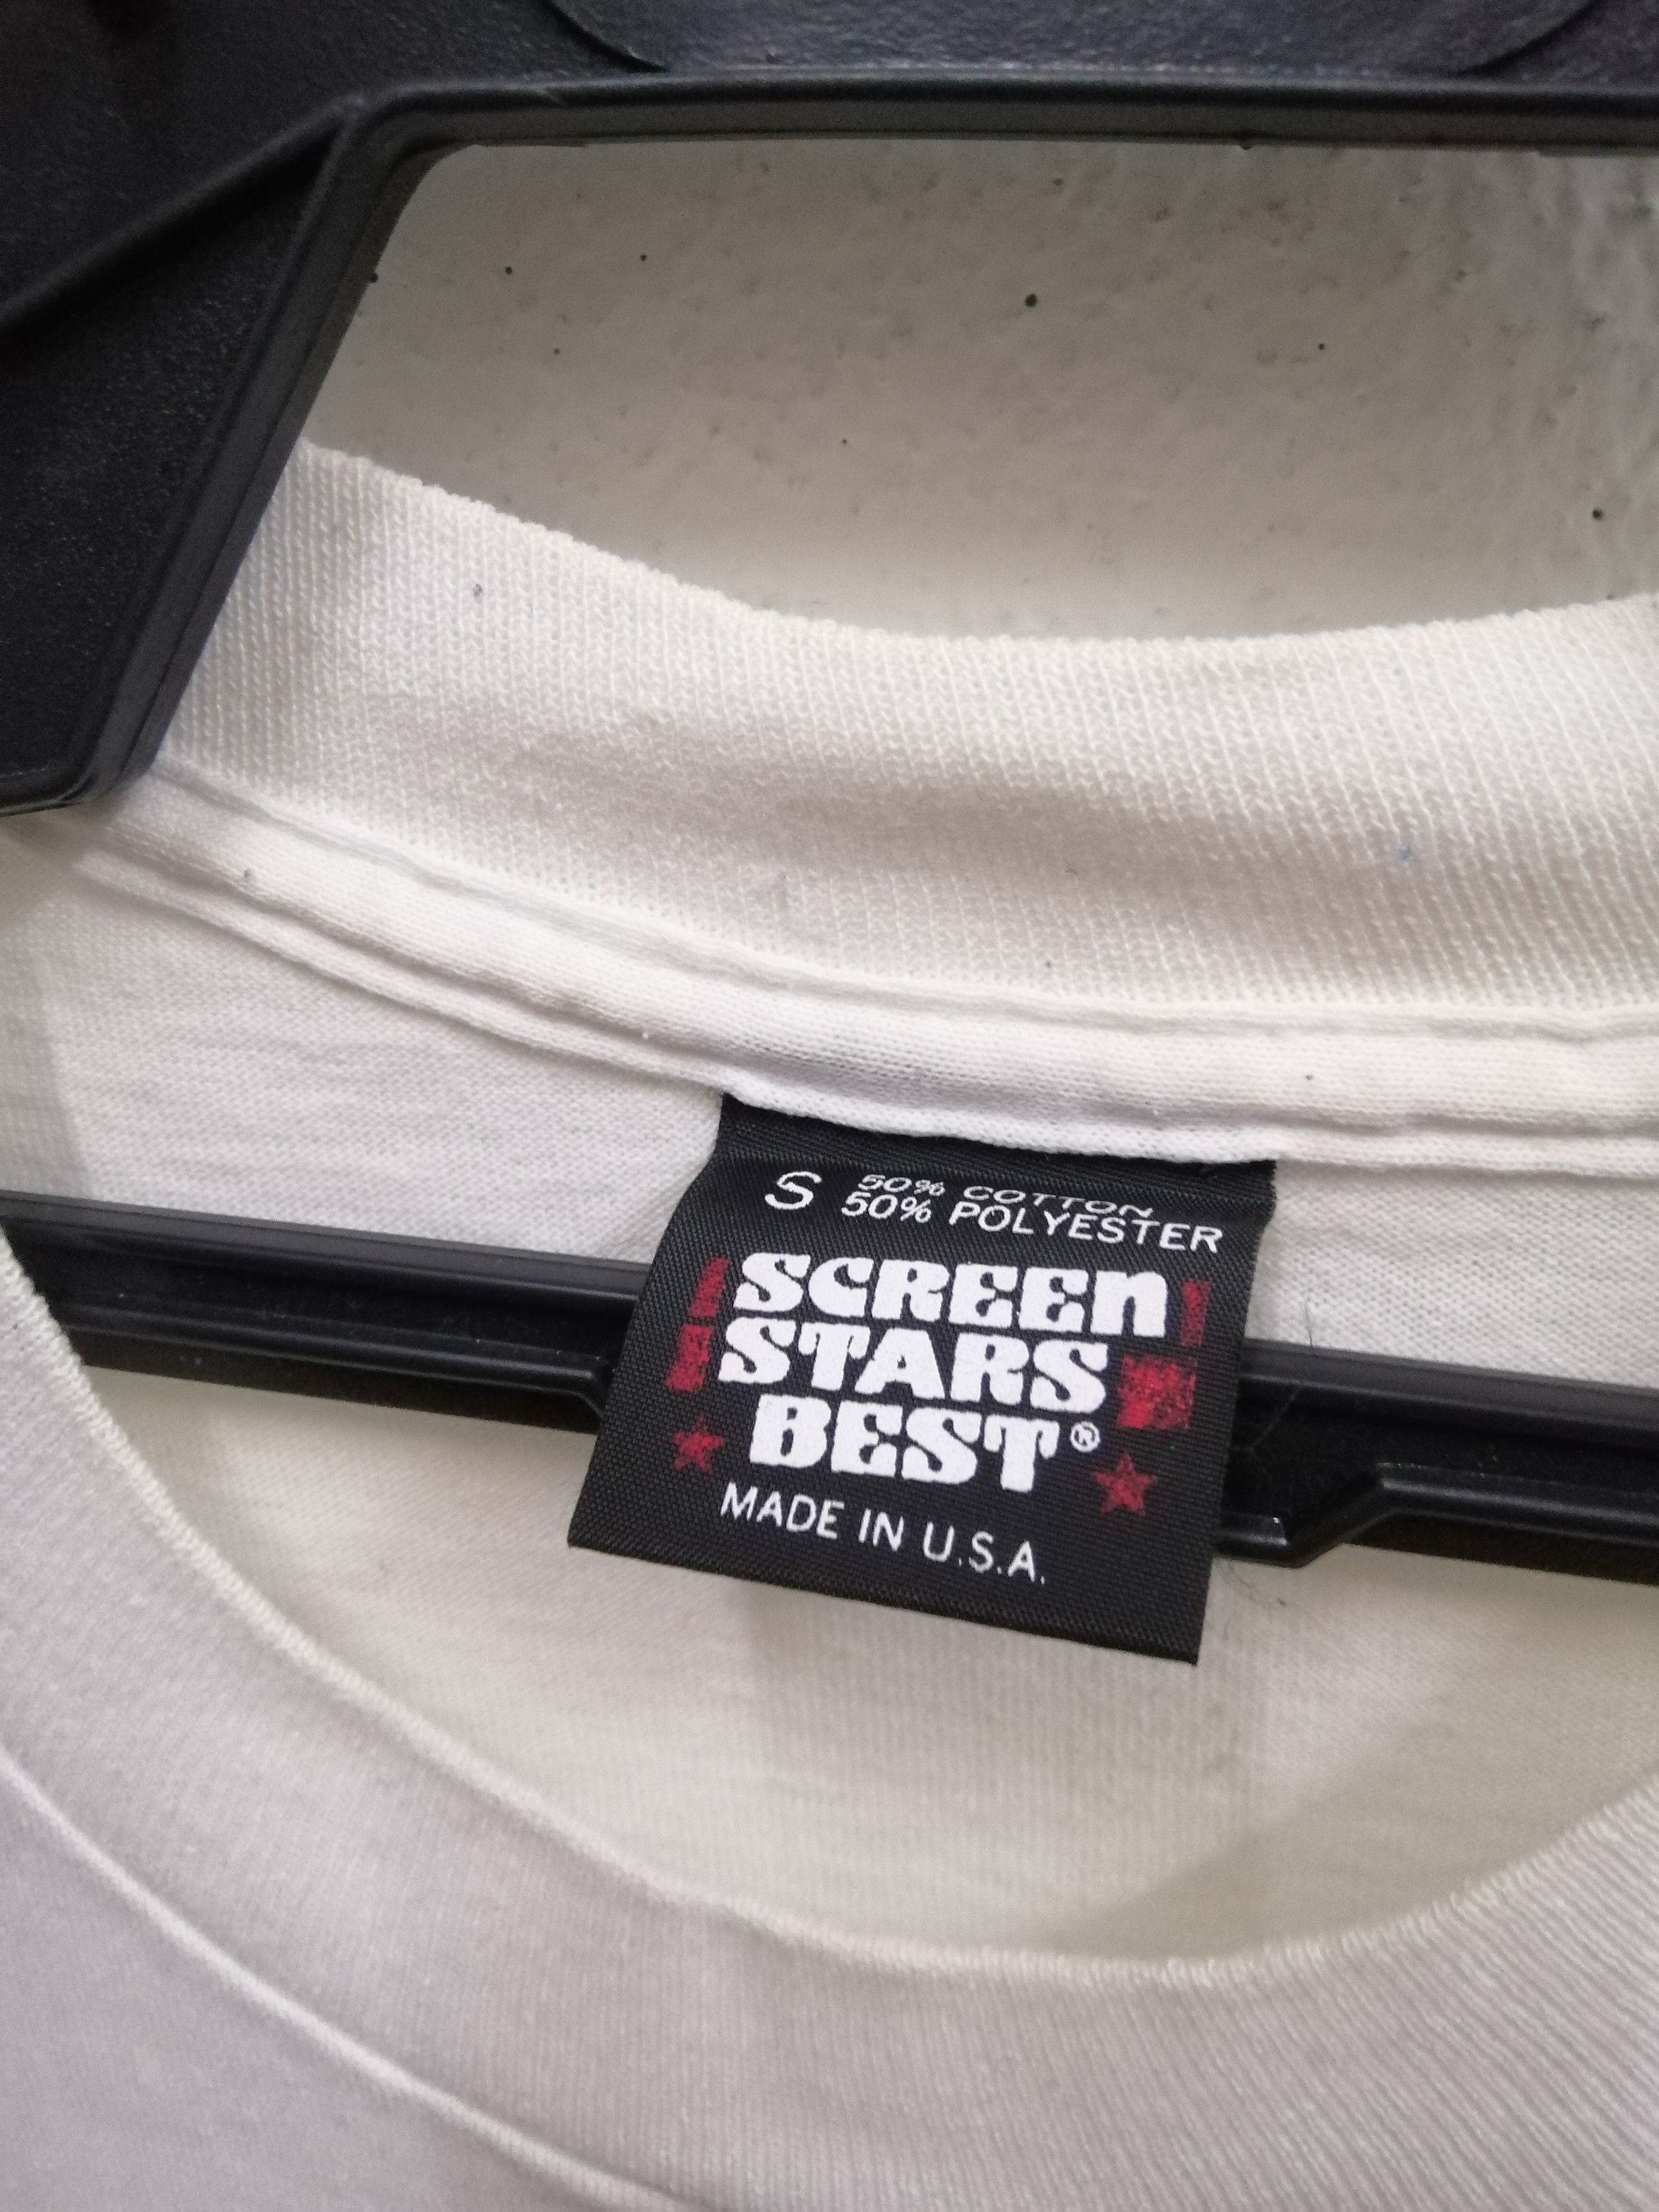 S 50% COTTON
50% POLYESTER
SCREEN
STARS
BEST®
MADE IN U.S.A.